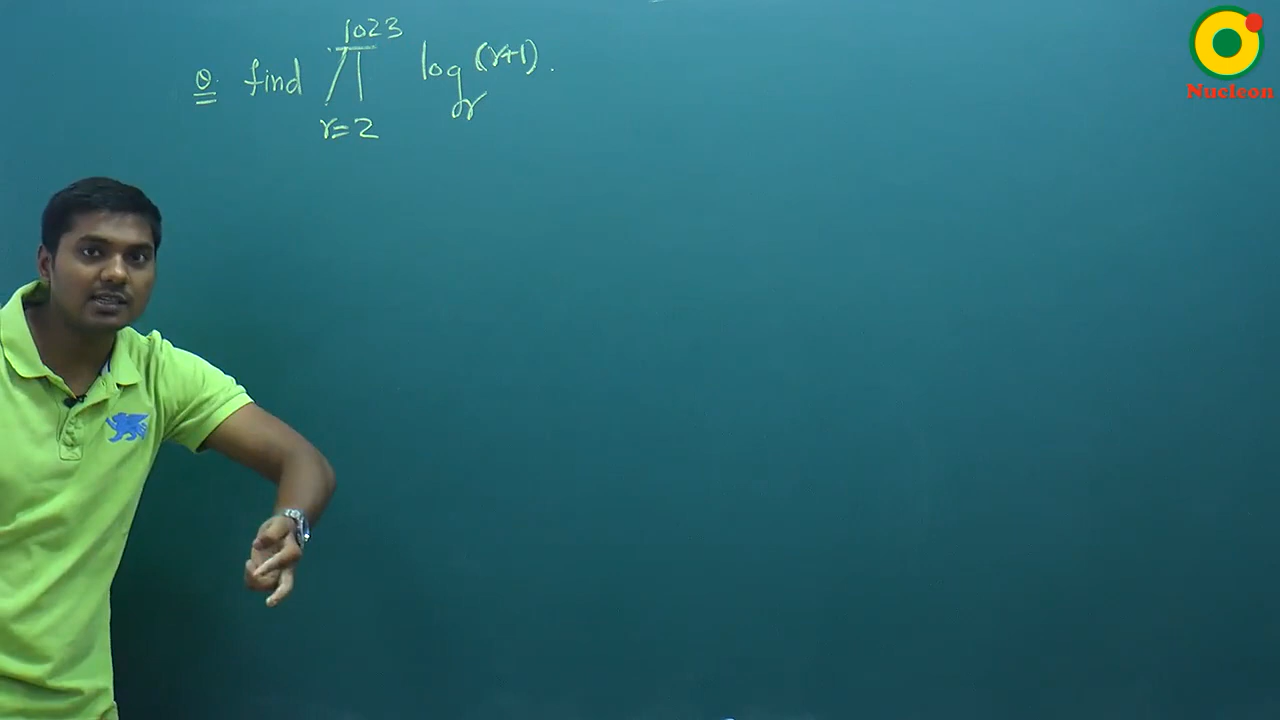 Q. find ∏_{r=2}^{1023} log_r (r+1).
Nucleon